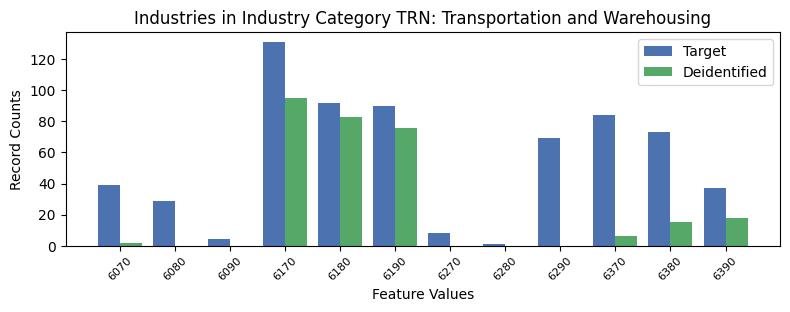 Industries in Industry Category TRN: Transportation and Warehousing
Target
Deidentified
Record Counts
120
100
80
60
40
20
0
6070 6080 6090 6170 6180 6190 6270 6280 6290 6370 6380 6390
Feature Values